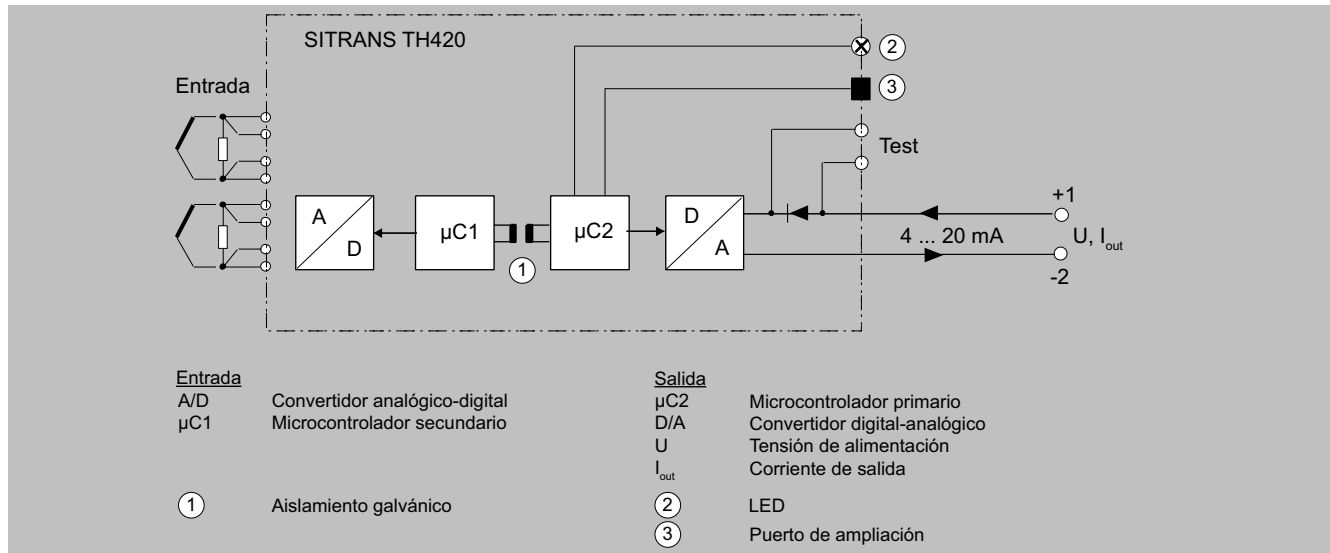 SITRANS TH420
2
Entrada
3
Test
+1
A
D
µC1
µC2
D
A
4 ... 20 mA
U, Iout
1
-2
Entrada
Salida
A/D Convertidor analógico-digital
µC2 Microcontrolador primario
µC1 Microcontrolador secundario
D/A Convertidor digital-analógico
U Tensión de alimentación
Iout Corriente de salida
1 Aislamiento galvánico
2 LED
3 Puerto de ampliación